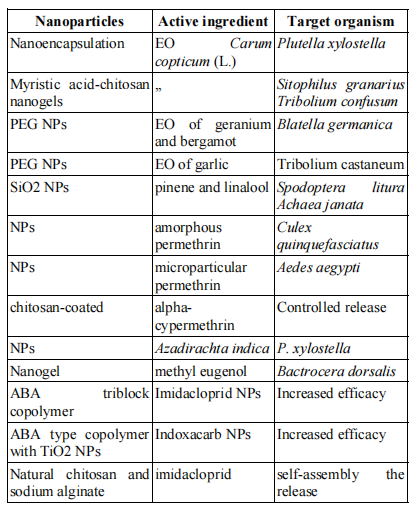 Nanoparticles Active ingredient Target organism
Nanoencapsulation EO Carum Plutella xylostella
copticum (L.)
Myristic acid-chitosan „ Sitophilus granarius
nanogels Tribolium confusum
PEG NPs EO of geranium Blatella germanica
and bergamot
PEG NPs EO of garlic Tribolium castaneum
SiO2 NPs pinene and linalool Spodoptera litura
Achaea janata
NPs amorphous Culex
permethrin quinquefasciatus
NPs microparticular Aedes aegypti
permethrin
chitosan-coated alpha- Controlled release
cypermethrin
NPs Azadirachta indica P. xylostella
Nanogel methyl eugenol Bactrocera dorsalis
ABA triblock Imidacloprid NPs Increased efficacy
copolymer
ABA type copolymer Indoxacarb NPs Increased efficacy
with TiO2 NPs
Natural chitosan and imidacloprid self-assembly the
sodium alginate release